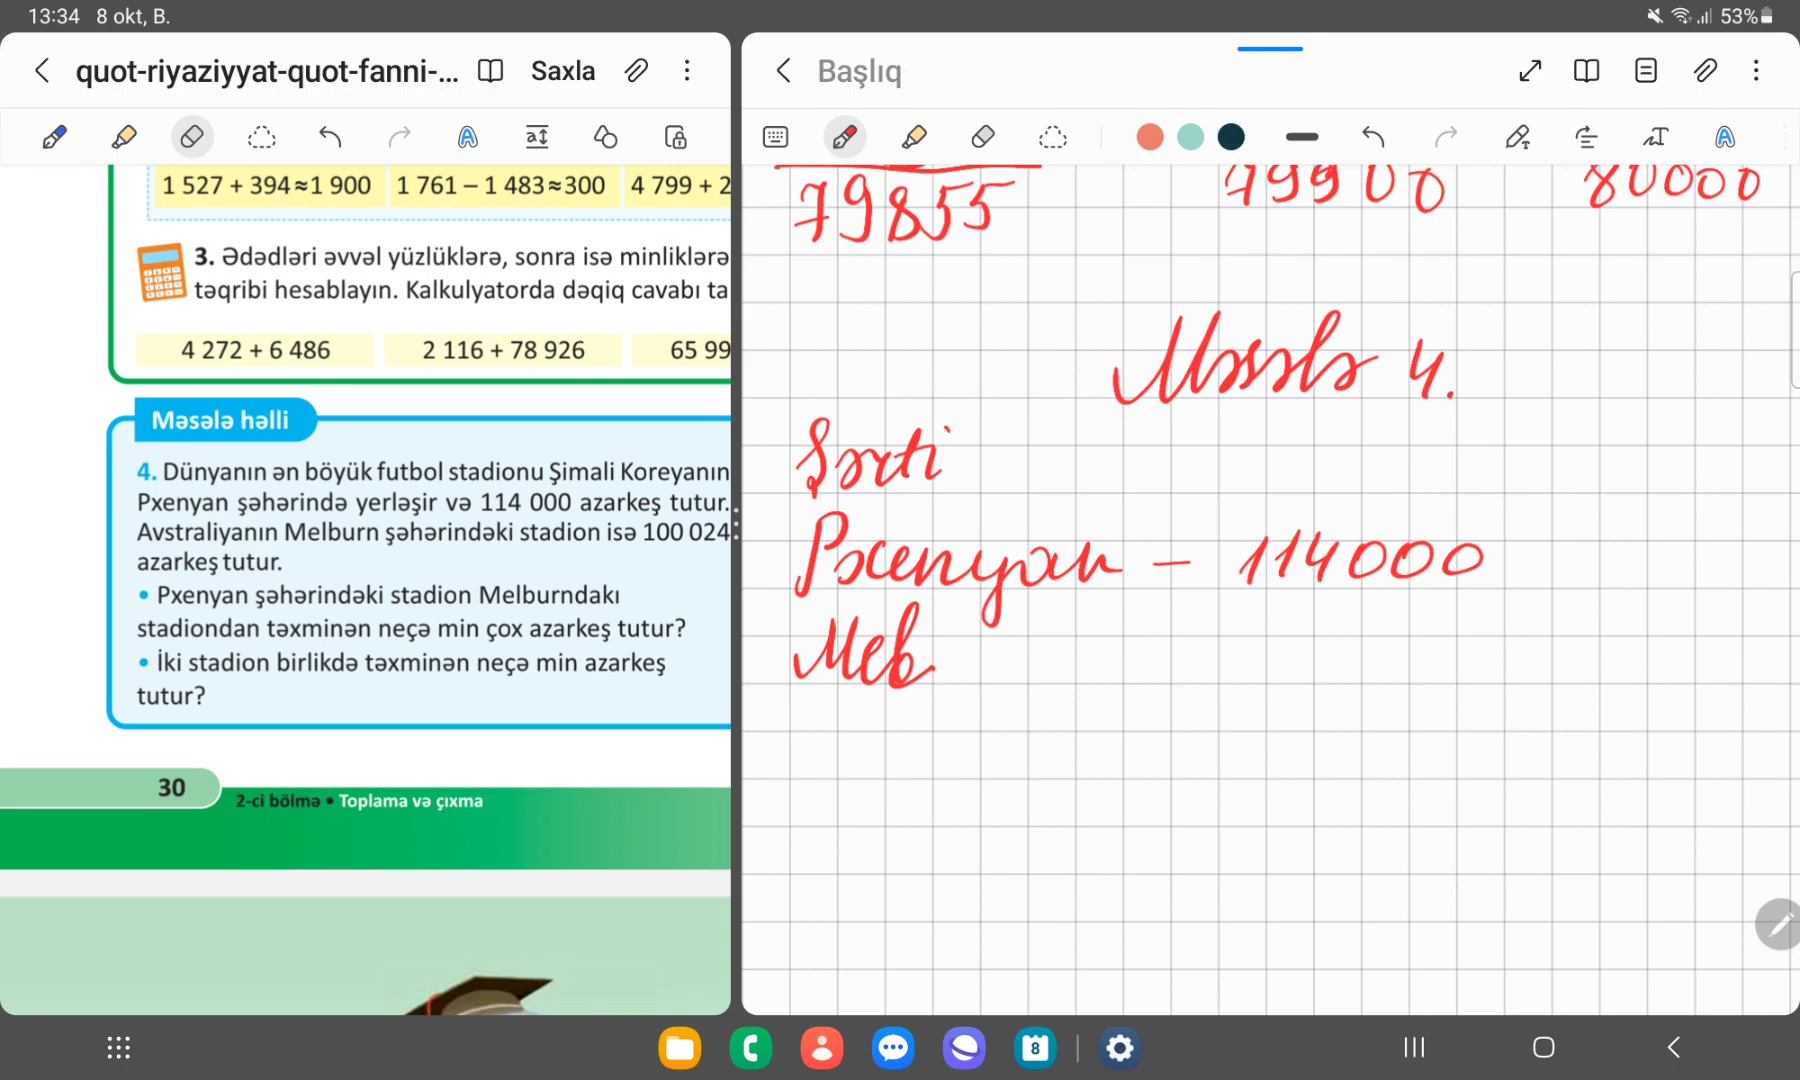 13:34 8 okt, B.
53%
quot-riyaziyyat-quot-fanni-...
Saxla
1 527 + 394≈1 900
1 761 – 1 483≈300
4 799 + 2
3. Ədədləri əvvəl yüzlüklərə, sonra isə minliklərə
təqribi hesablayın. Kalkulyatorda dəqiq cavabı ta
4 272 + 6 486
2 116 + 78 926
65 99
Məsələ həlli
4. Dünyanın ən böyük futbol stadionu Şimali Koreyanın
Pxenyan şəhərində yerləşir və 114 000 azarkeş tutur.
Avstraliyanın Melburn şəhərindəki stadion isə 100 024
azarkeş tutur.
• Pxenyan şəhərindəki stadion Melburndakı
stadiondan təxminən neçə min çox azarkeş tutur?
• İki stadion birlikdə təxminən neçə min azarkeş
tutur?
30
2-ci bölmə • Toplama və çıxma
Başlıq
79855
79900
80000
Məsələ 4.
Şərti
Pxenyan – 114000
Meb
8